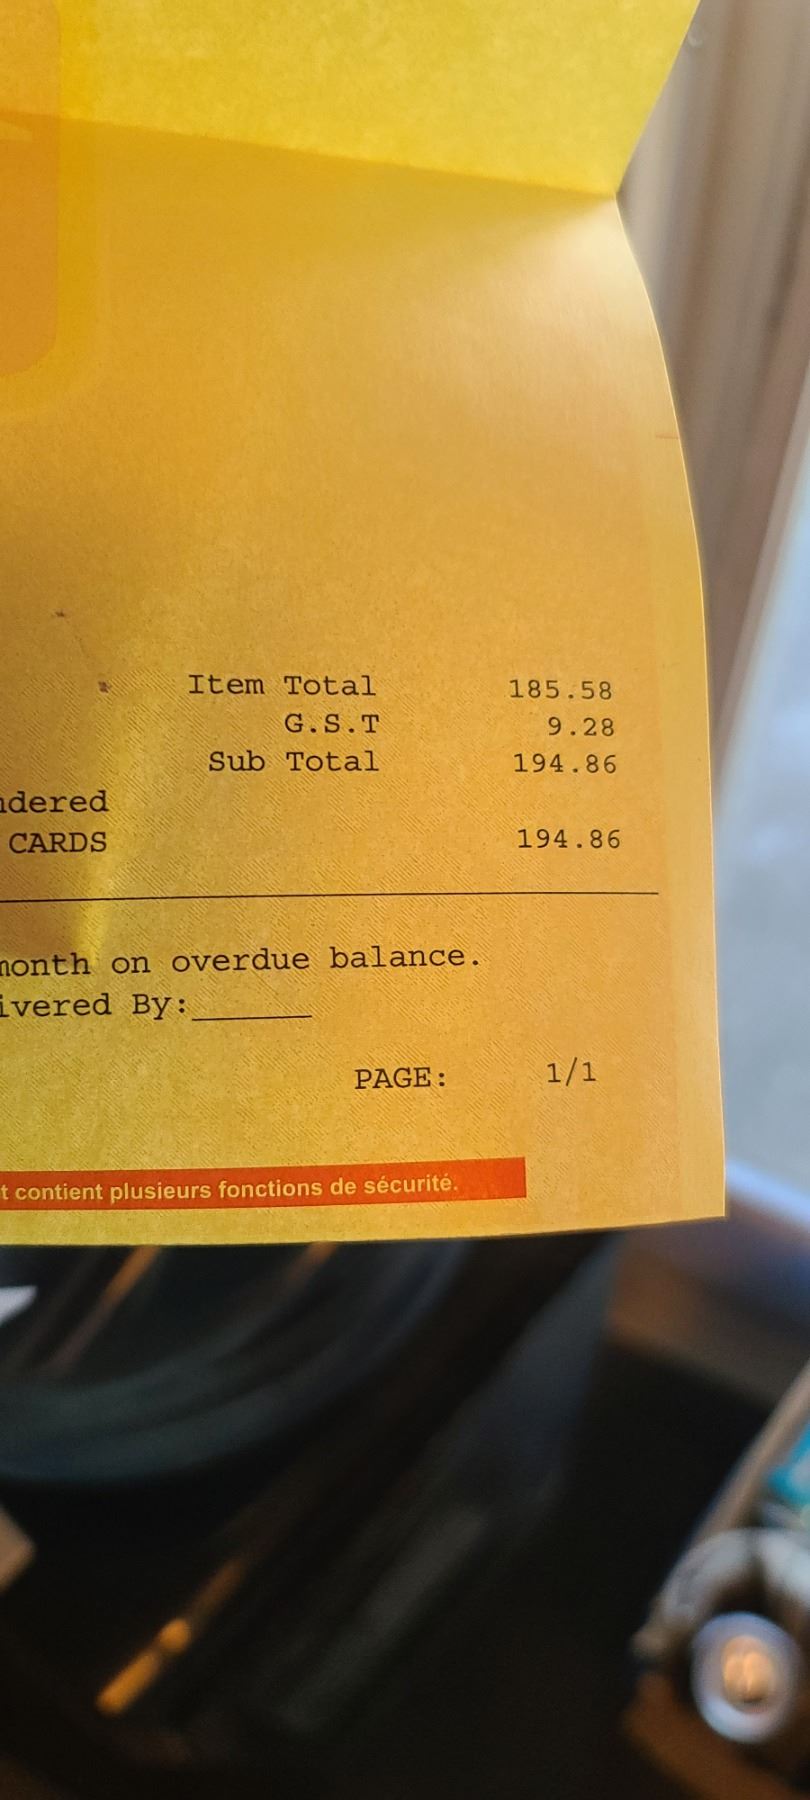 Item Total 185.58
G.S.T 9.28
Sub Total 194.86
ndered
CARDS 194.86
month on overdue balance.
ivered By:______
PAGE: 1/1
t contient plusieurs fonctions de sécurité.